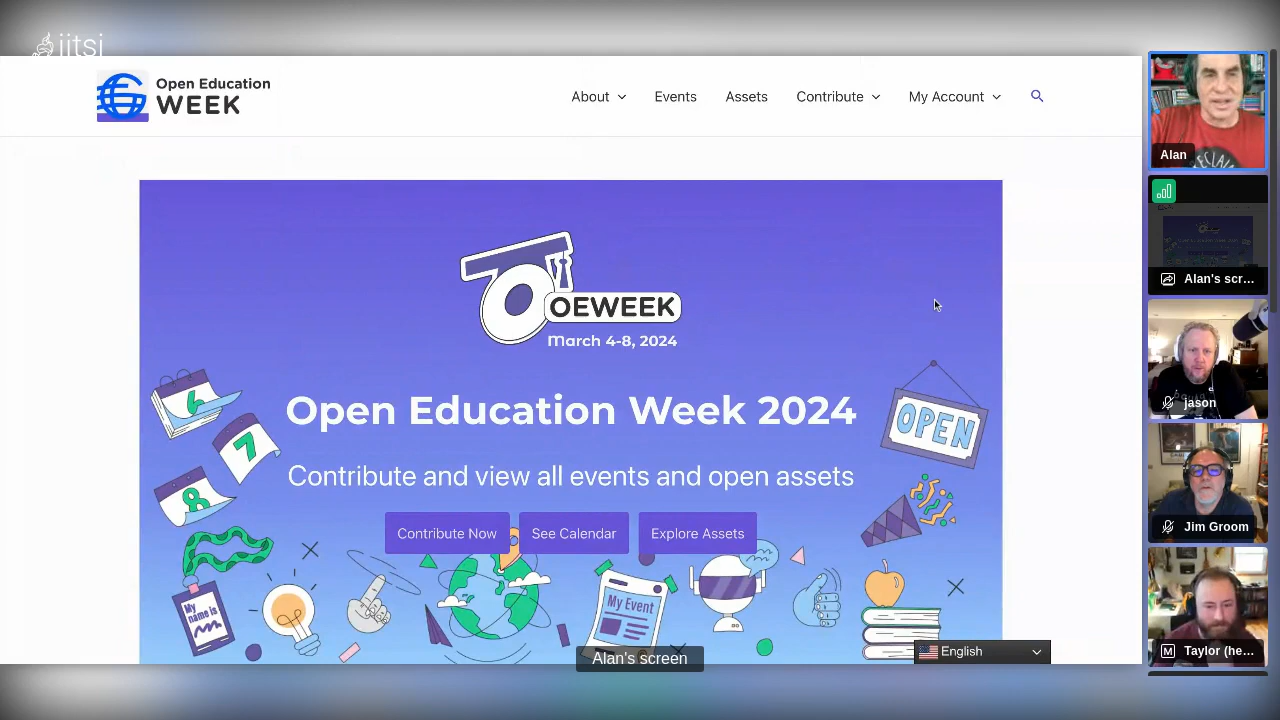 jitsi
Open Education
WEEK
About
Events
Assets
Contribute
My Account
OEWEEK
March 4-8, 2024
Open Education Week 2024
Contribute and view all events and open assets
Contribute Now
See Calendar
Explore Assets
6
7
8
OPEN
My name is
My Event
English
Alan's screen
Alan
Alan's scr...
jason
Jim Groom
M Taylor (he...